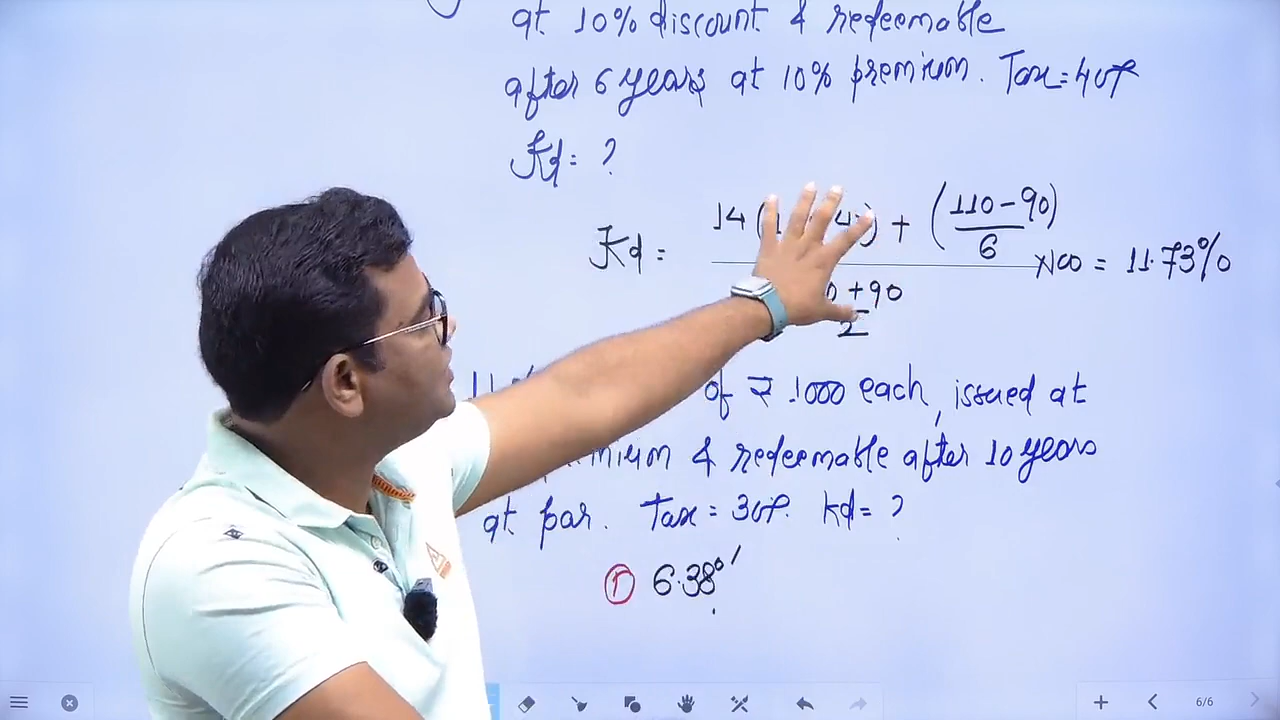 at 10% discount & redeemable
after 6 years at 10% premium. Tax = 40%
Kd = ?
Kd = 14 ( ) + (110 - 90)
6
x100 = 11.73%
+ 90
2
11 of ₹ 1000 each, issued at
& redeemable after 10 years
at par. Tax = 30%. kd = ?
① 6.38%
6/6